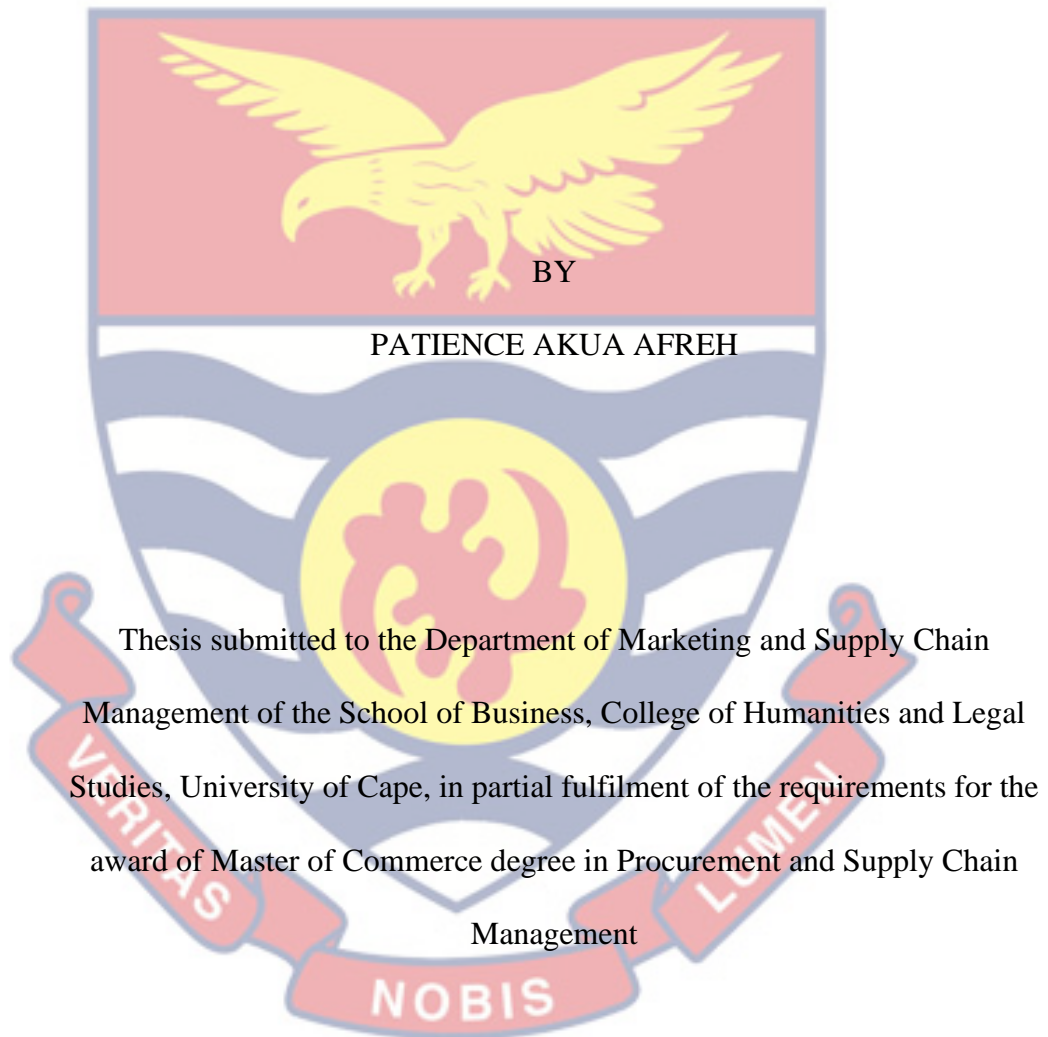 BY
PATIENCE AKUA AFREH
Thesis submitted to the Department of Marketing and Supply Chain
Management of the School of Business, College of Humanities and Legal
Studies, University of Cape, in partial fulfilment of the requirements for the
award of Master of Commerce degree in Procurement and Supply Chain
Management
VERITAS
NOBIS
LUMEN